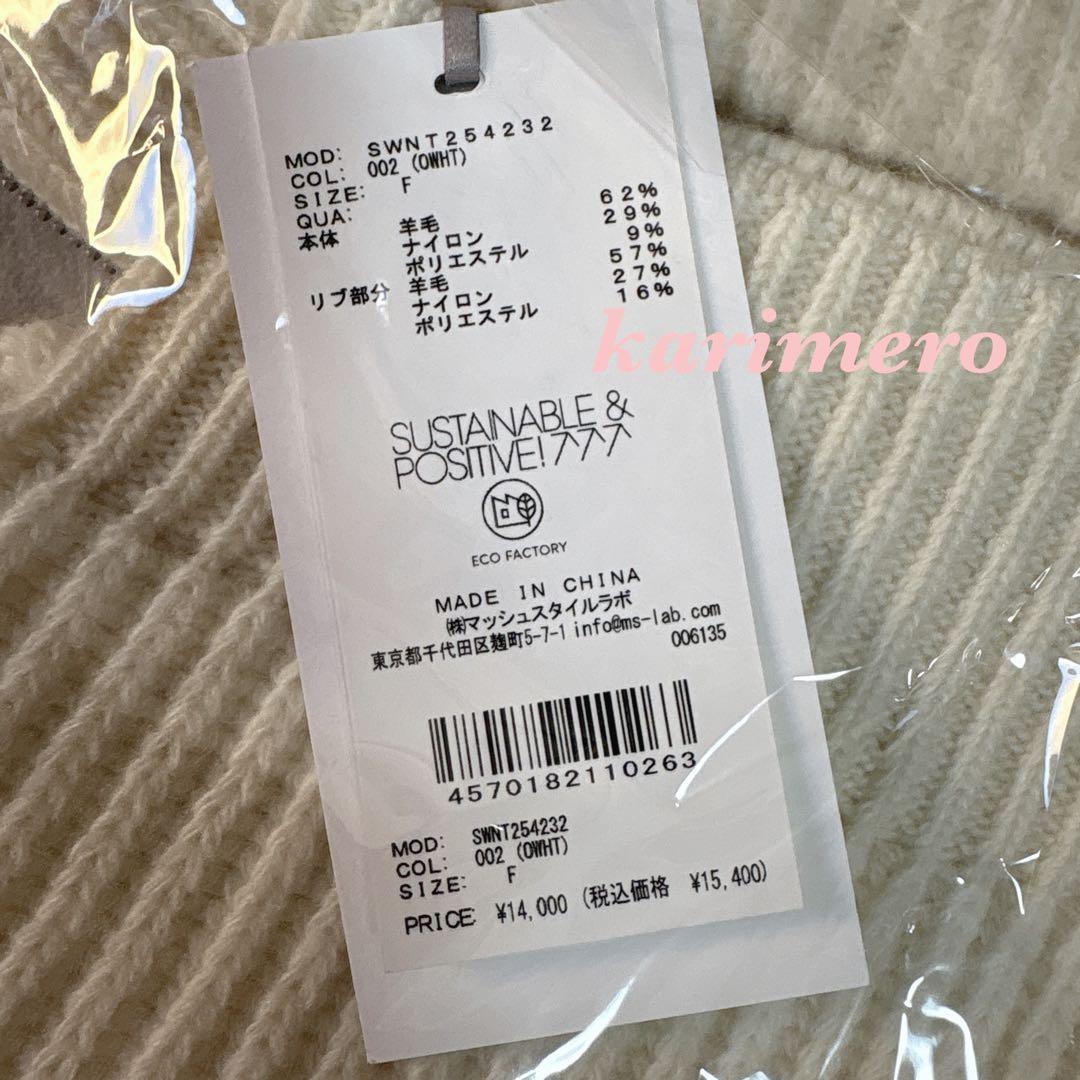 MOD: SWNT254232
COL: 002 (OWHT)
SIZE: F
QUA:
本体 羊毛 62%
ナイロン 29%
ポリエステル 9%
リブ部分 羊毛 57%
ナイロン 27%
ポリエステル 16%
karimero
SUSTAINABLE &
POSITIVE!↗↗↗
ECO FACTORY
MADE IN CHINA
㈱マッシュスタイルラボ
東京都千代田区麹町5-7-1 info@ms-lab.com
006135
4570182110263
MOD: SWNT254232
COL: 002 (OWHT)
SIZE: F
PRICE: ¥14,000 (税込価格 ¥15,400)